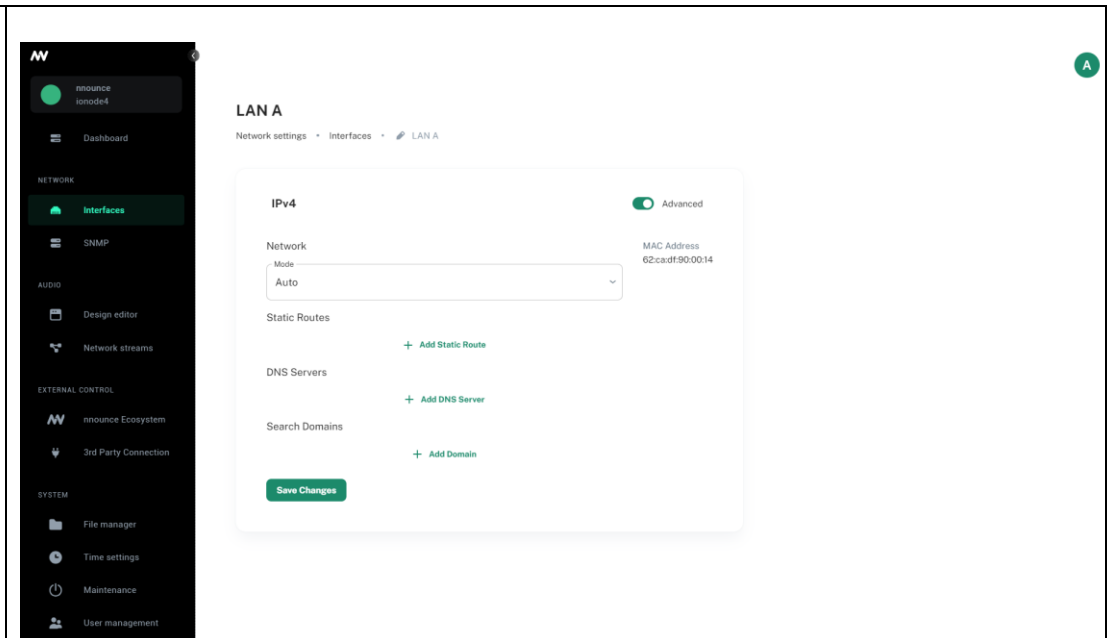 nnounce
ionode4
Dashboard
NETWORK
Interfaces
SNMP
AUDIO
Design editor
Network streams
EXTERNAL CONTROL
nnounce Ecosystem
3rd Party Connection
SYSTEM
File manager
Time settings
Maintenance
User management
A
LAN A
Network settings • Interfaces • LAN A
IPv4
Advanced
Network
MAC Address
62:ca:df:90:00:14
Mode
Auto
Static Routes
+ Add Static Route
DNS Servers
+ Add DNS Server
Search Domains
+ Add Domain
Save Changes